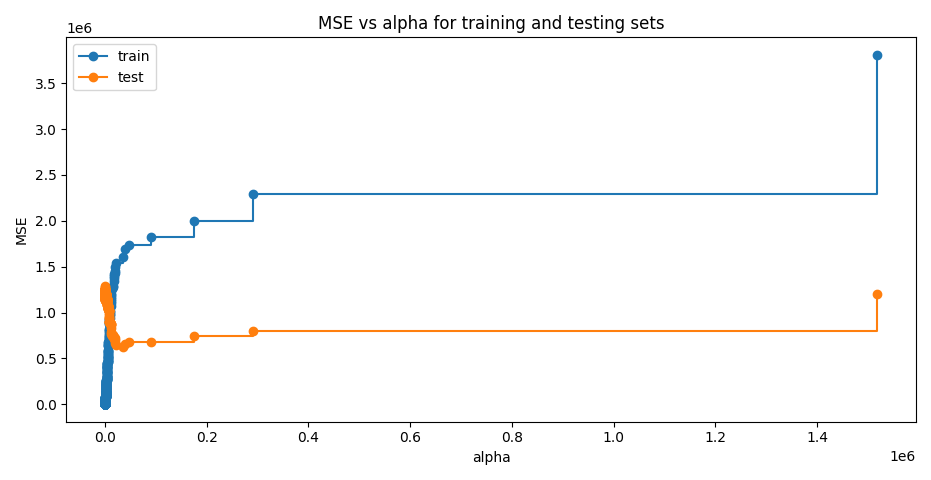 MSE vs alpha for training and testing sets
1e6
train
test
3.5
3.0
2.5
2.0
1.5
1.0
0.5
0.0
MSE
0.0 0.2 0.4 0.6 0.8 1.0 1.2 1.4
alpha
1e6